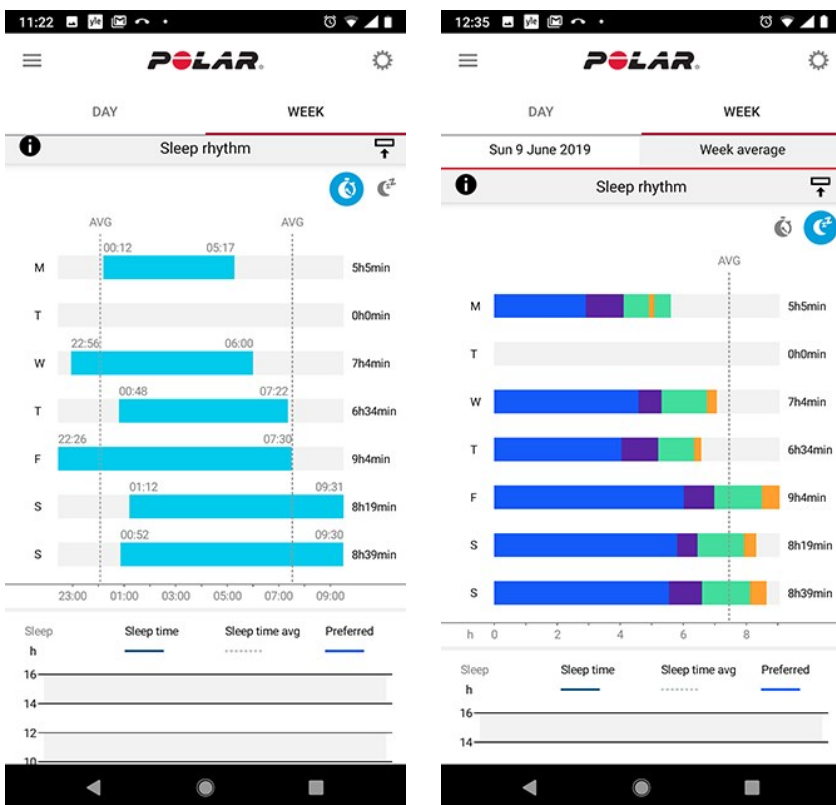 11:22 yle
POLAR
DAY WEEK
Sleep rhythm
AVG AVG
00:12 05:17
M 5h5min
T 0h0min
22:56 06:00
W 7h4min
00:48 07:22
T 6h34min
22:26 07:30
F 9h4min
01:12 09:31
S 8h19min
00:52 09:30
S 8h39min
23:00 01:00 03:00 05:00 07:00 09:00
Sleep Sleep time Sleep time avg Preferred
h
16
14
12
10
12:35 yle
POLAR
DAY WEEK
Sun 9 June 2019 Week average
Sleep rhythm
AVG
M 5h5min
T 0h0min
W 7h4min
T 6h34min
F 9h4min
S 8h19min
S 8h39min
h 0 2 4 6 8
Sleep Sleep time Sleep time avg Preferred
h
16
14